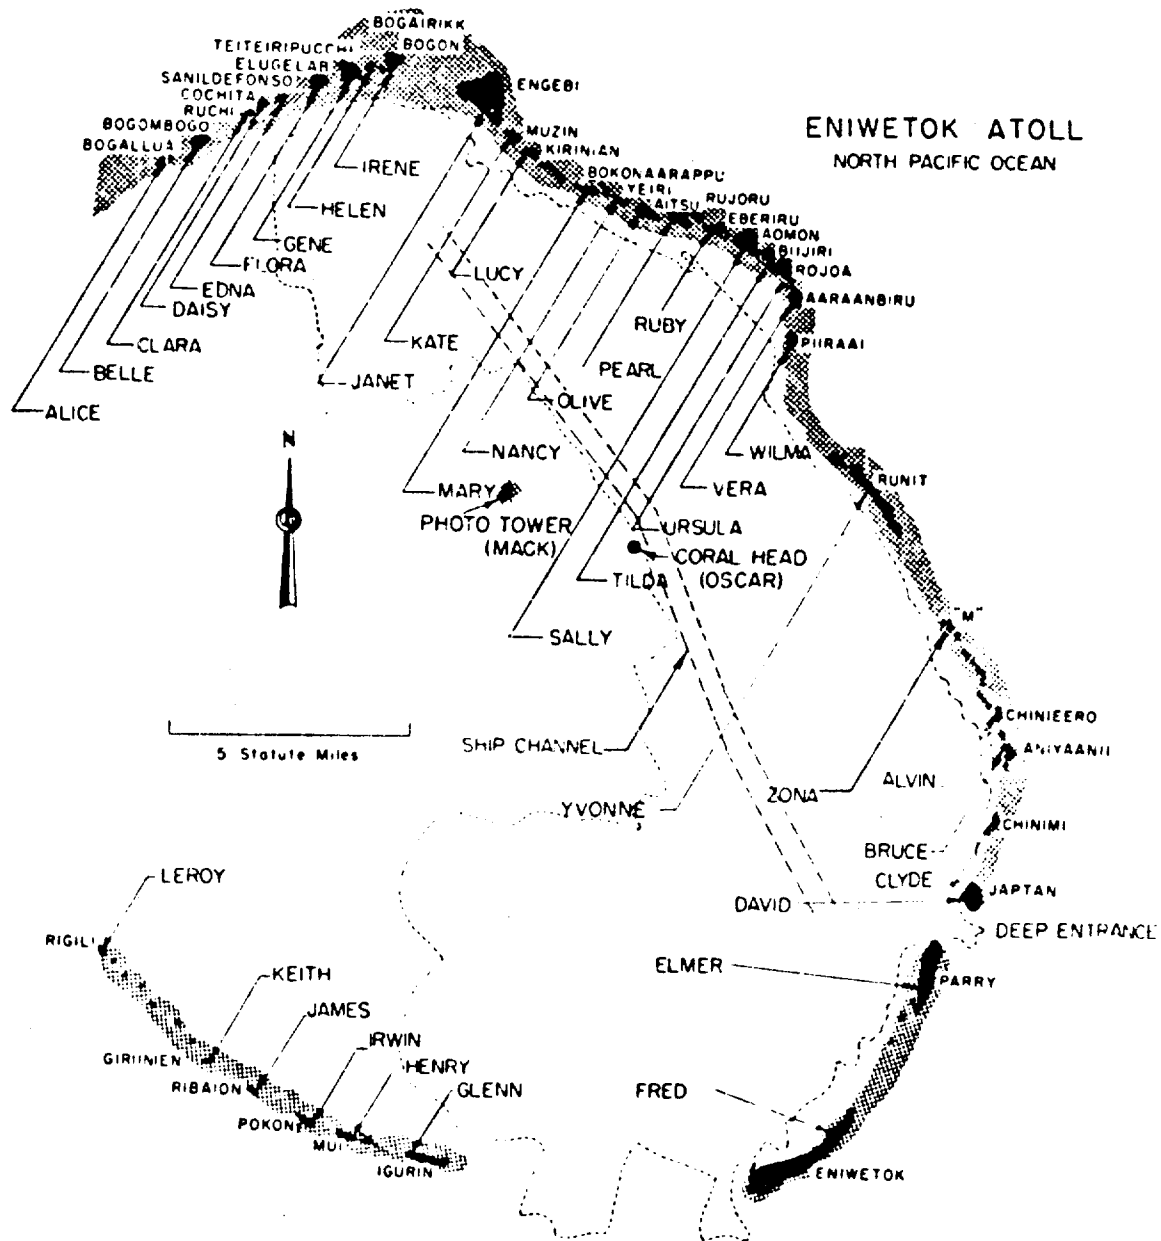 BOGAIRIKK
BOGON
TEITEIRIPUCCHI
ELUGELAB
SANILDEFONSO
COCHITA
RUCHI
BOGOMBOGO
BOGALLUA
ENGEBI
MUZIN
KIRINIAN
BOKONAARAPPU
YEIRI
AITSU
RUJORU
EBERIRU
AOMON
BIIJIRI
ROJOA
AARAANBIRU
PIIRAAI
RUNIT
ENIWETOK ATOLL
NORTH PACIFIC OCEAN
IRENE
HELEN
GENE
FLORA
EDNA
DAISY
CLARA
BELLE
ALICE
LUCY
KATE
JANET
RUBY
PEARL
OLIVE
NANCY
MARY
WILMA
VERA
URSULA
TILDA
SALLY
N
PHOTO TOWER
(MACK)
CORAL HEAD
(OSCAR)
5 Statute Miles
SHIP CHANNEL
YVONNE
ZONA
"M"
CHINIEERO
ANIYAANII
ALVIN
CHINIMI
BRUCE
CLYDE
DAVID
JAPTAN
DEEP ENTRANCE
ELMER
PARRY
FRED
ENIWETOK
LEROY
RIGILI
KEITH
JAMES
IRWIN
HENRY
GLENN
GIRIINIEN
RIBAION
POKON
MUI
IGURIN